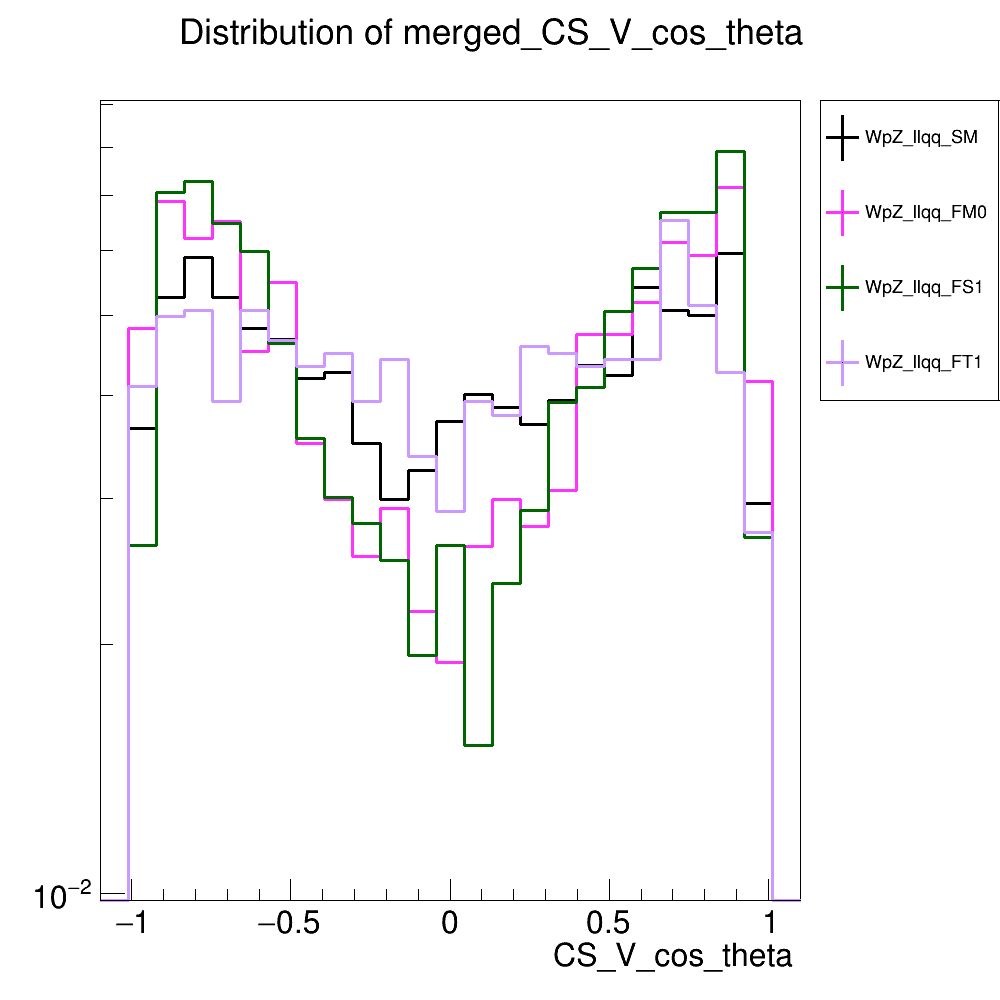 Distribution of merged_CS_V_cos_theta
WpZ_llqq_SM
WpZ_llqq_FM0
WpZ_llqq_FS1
WpZ_llqq_FT1
10−2
−1 −0.5 0 0.5 1
CS_V_cos_theta